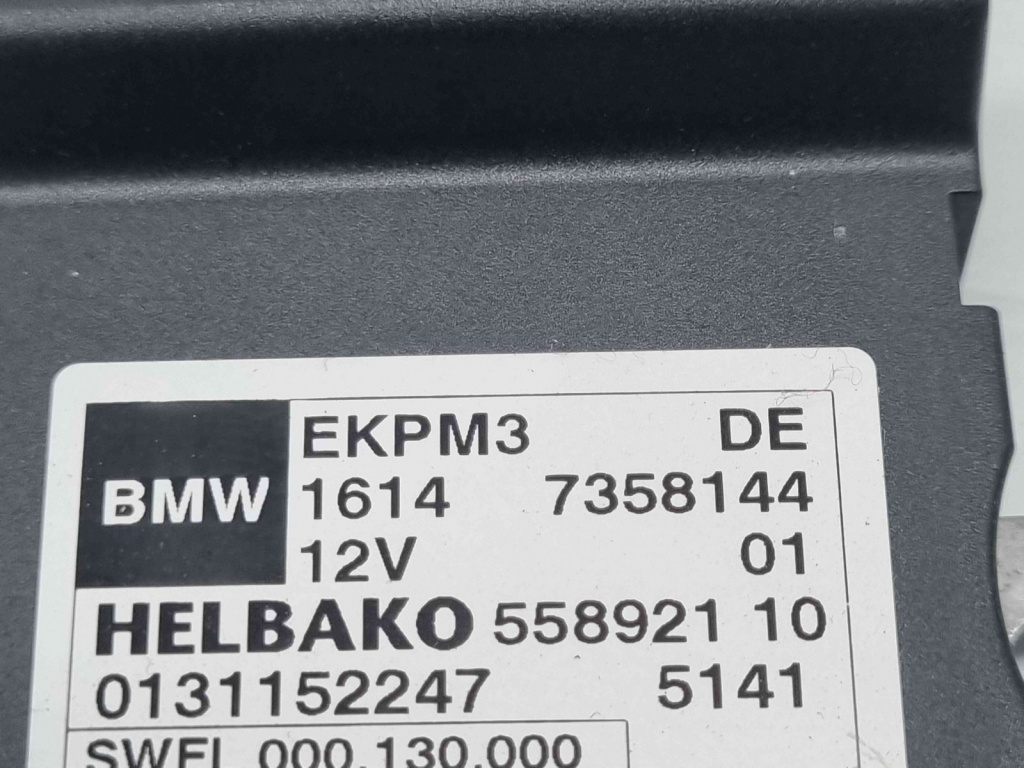 EKPM3 DE
BMW 1614 7358144
12V 01
HELBAKO 558921 10
0131152247 5141
SWFL 000.130.000